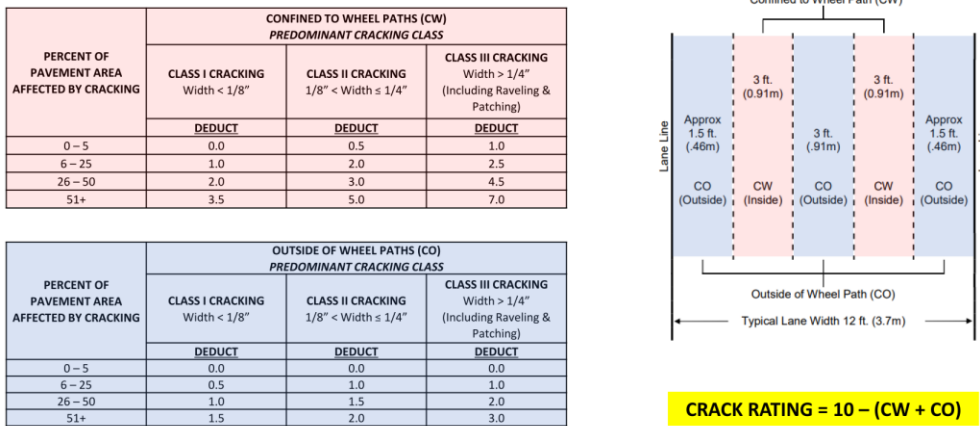 CONFINED TO WHEEL PATHS (CW)
PREDOMINANT CRACKING CLASS
PERCENT OF
PAVEMENT AREA
AFFECTED BY CRACKING
CLASS I CRACKING
Width < 1/8"
CLASS II CRACKING
1/8" < Width ≤ 1/4"
CLASS III CRACKING
Width > 1/4"
(Including Raveling &
Patching)
DEDUCT DEDUCT DEDUCT
0 – 5 0.0 0.5 1.0
6 – 25 1.0 2.0 2.5
26 – 50 2.0 3.0 4.5
51+ 3.5 5.0 7.0
OUTSIDE OF WHEEL PATHS (CO)
PREDOMINANT CRACKING CLASS
PERCENT OF
PAVEMENT AREA
AFFECTED BY CRACKING
CLASS I CRACKING
Width < 1/8"
CLASS II CRACKING
1/8" < Width ≤ 1/4"
CLASS III CRACKING
Width > 1/4"
(Including Raveling &
Patching)
DEDUCT DEDUCT DEDUCT
0 – 5 0.0 0.0 0.0
6 – 25 0.5 1.0 1.0
26 – 50 1.0 1.5 2.0
51+ 1.5 2.0 3.0
Confined to Wheel Path (CW)
Lane Line
Approx
1.5 ft.
(.46m)
CO
(Outside)
3 ft.
(0.91m)
CW
(Inside)
3 ft.
(.91m)
CO
(Outside)
3 ft.
(0.91m)
CW
(Inside)
Approx
1.5 ft.
(.46m)
CO
(Outside)
Outside of Wheel Path (CO)
Typical Lane Width 12 ft. (3.7m)
CRACK RATING = 10 – (CW + CO)